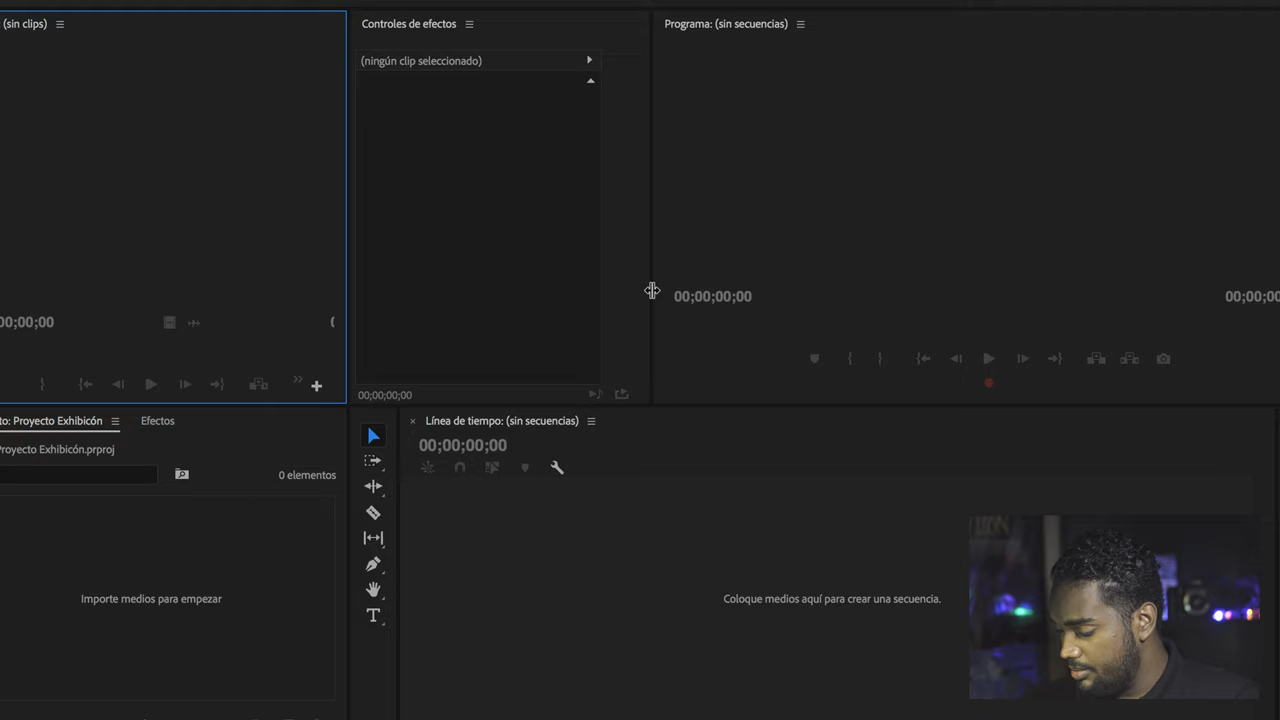 (sin clips)
Controles de efectos
Programa: (sin secuencias)
(ningún clip seleccionado)
00;00;00;00
00;00;00
00;00;00;00
00;00;00;00
to: Proyecto Exhibicón
Efectos
Línea de tiempo: (sin secuencias)
00;00;00;00
Proyecto Exhibicón.prproj
0 elementos
Importe medios para empezar
Coloque medios aquí para crear una secuencia.